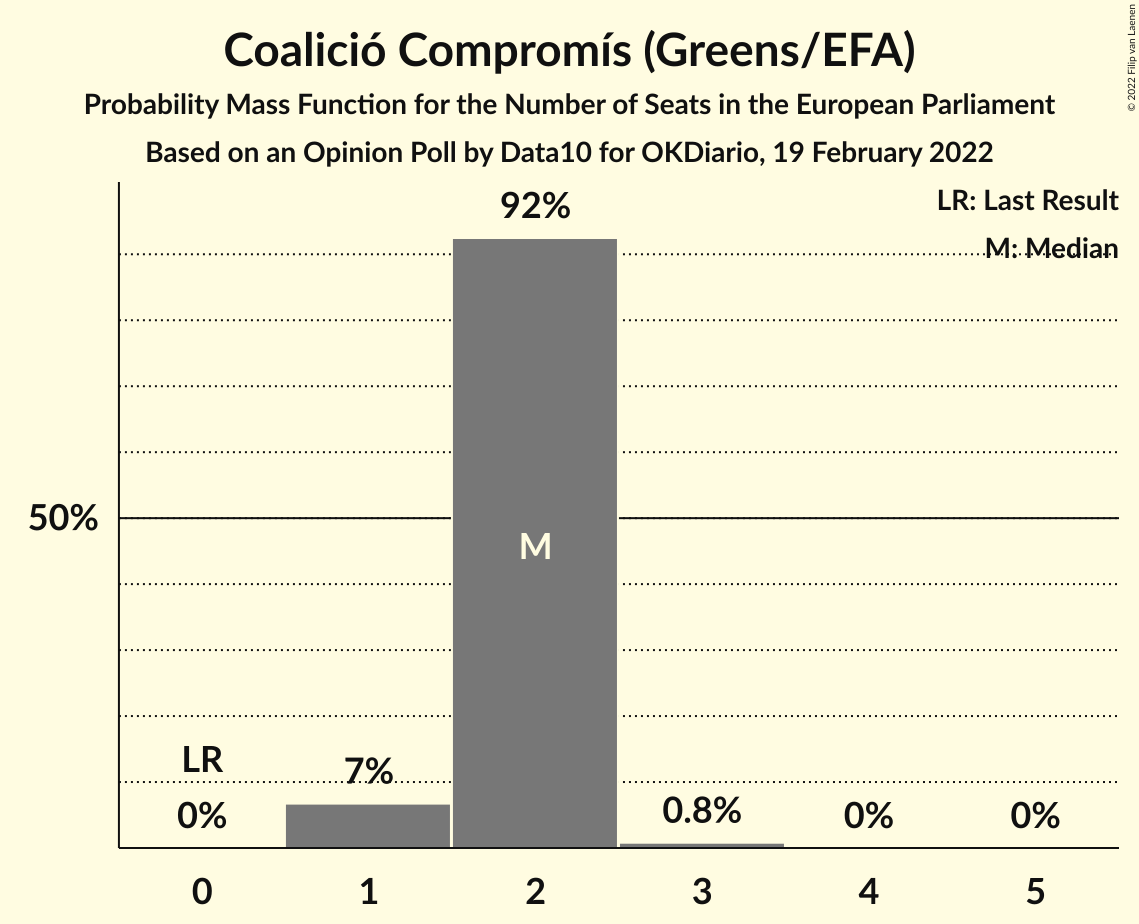 Coalició Compromís (Greens/EFA)
Probability Mass Function for the Number of Seats in the European Parliament
Based on an Opinion Poll by Data10 for OKDiario, 19 February 2022
© 2022 Filip van Laenen
LR: Last Result
M: Median
92%
50%
M
LR
7%
0%
0.8%
0%
0%
0 1 2 3 4 5